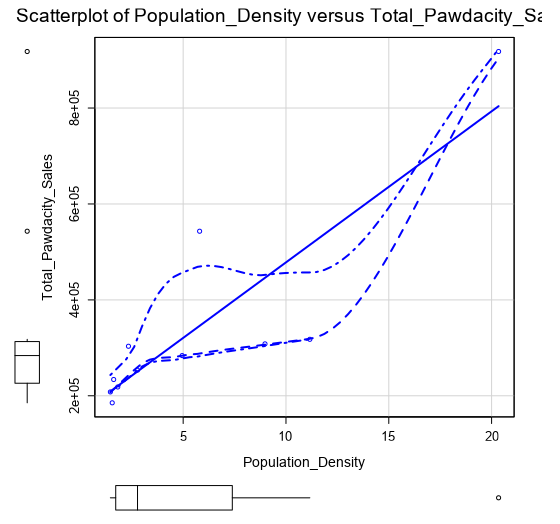 Scatterplot of Population_Density versus Total_Pawdacity_Sa
Total_Pawdacity_Sales
8e+05
6e+05
4e+05
2e+05
5
10
15
20
Population_Density